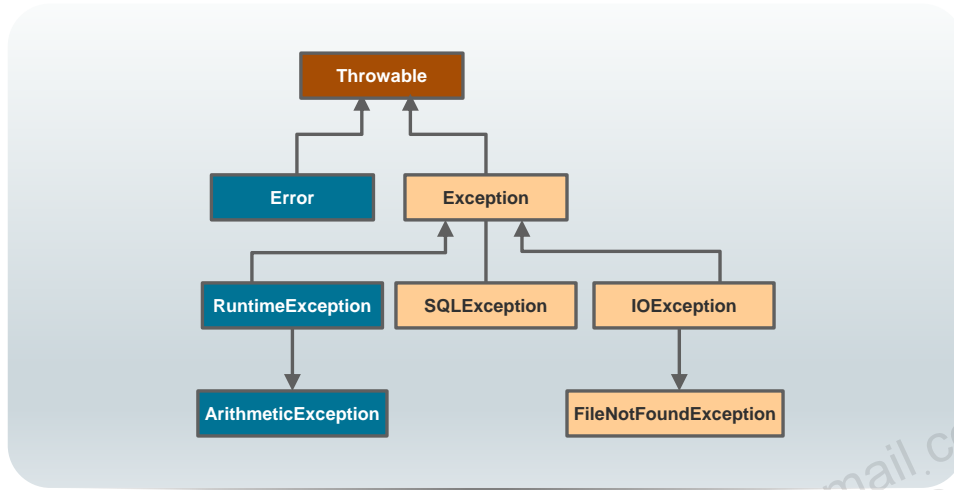 Throwable
Error
Exception
RuntimeException
SQLException
IOException
ArithmeticException
FileNotFoundException